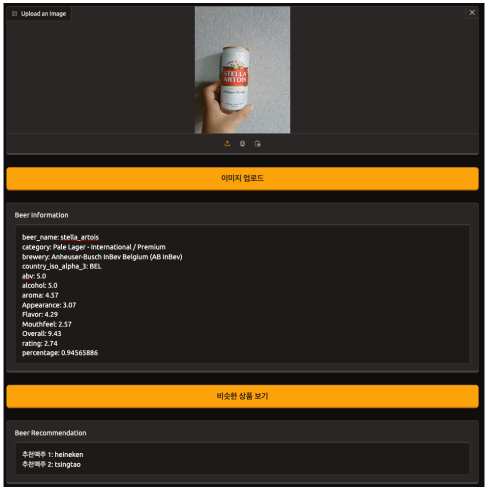 Upload an Image
STELLA
ARTOIS
이미지 업로드
Beer Information
beer_name: stella_artois
category: Pale Lager - International / Premium
brewery: Anheuser-Busch InBev Belgium (AB InBev)
country_iso_alpha_3: BEL
abv: 5.0
alcohol: 5.0
aroma: 4.57
Appearance: 3.07
Flavor: 4.29
Mouthfeel: 2.57
Overall: 9.43
rating: 2.74
percentage: 0.94565886
비슷한 상품 보기
Beer Recommendation
추천맥주 1: heineken
추천맥주 2: tsingtao